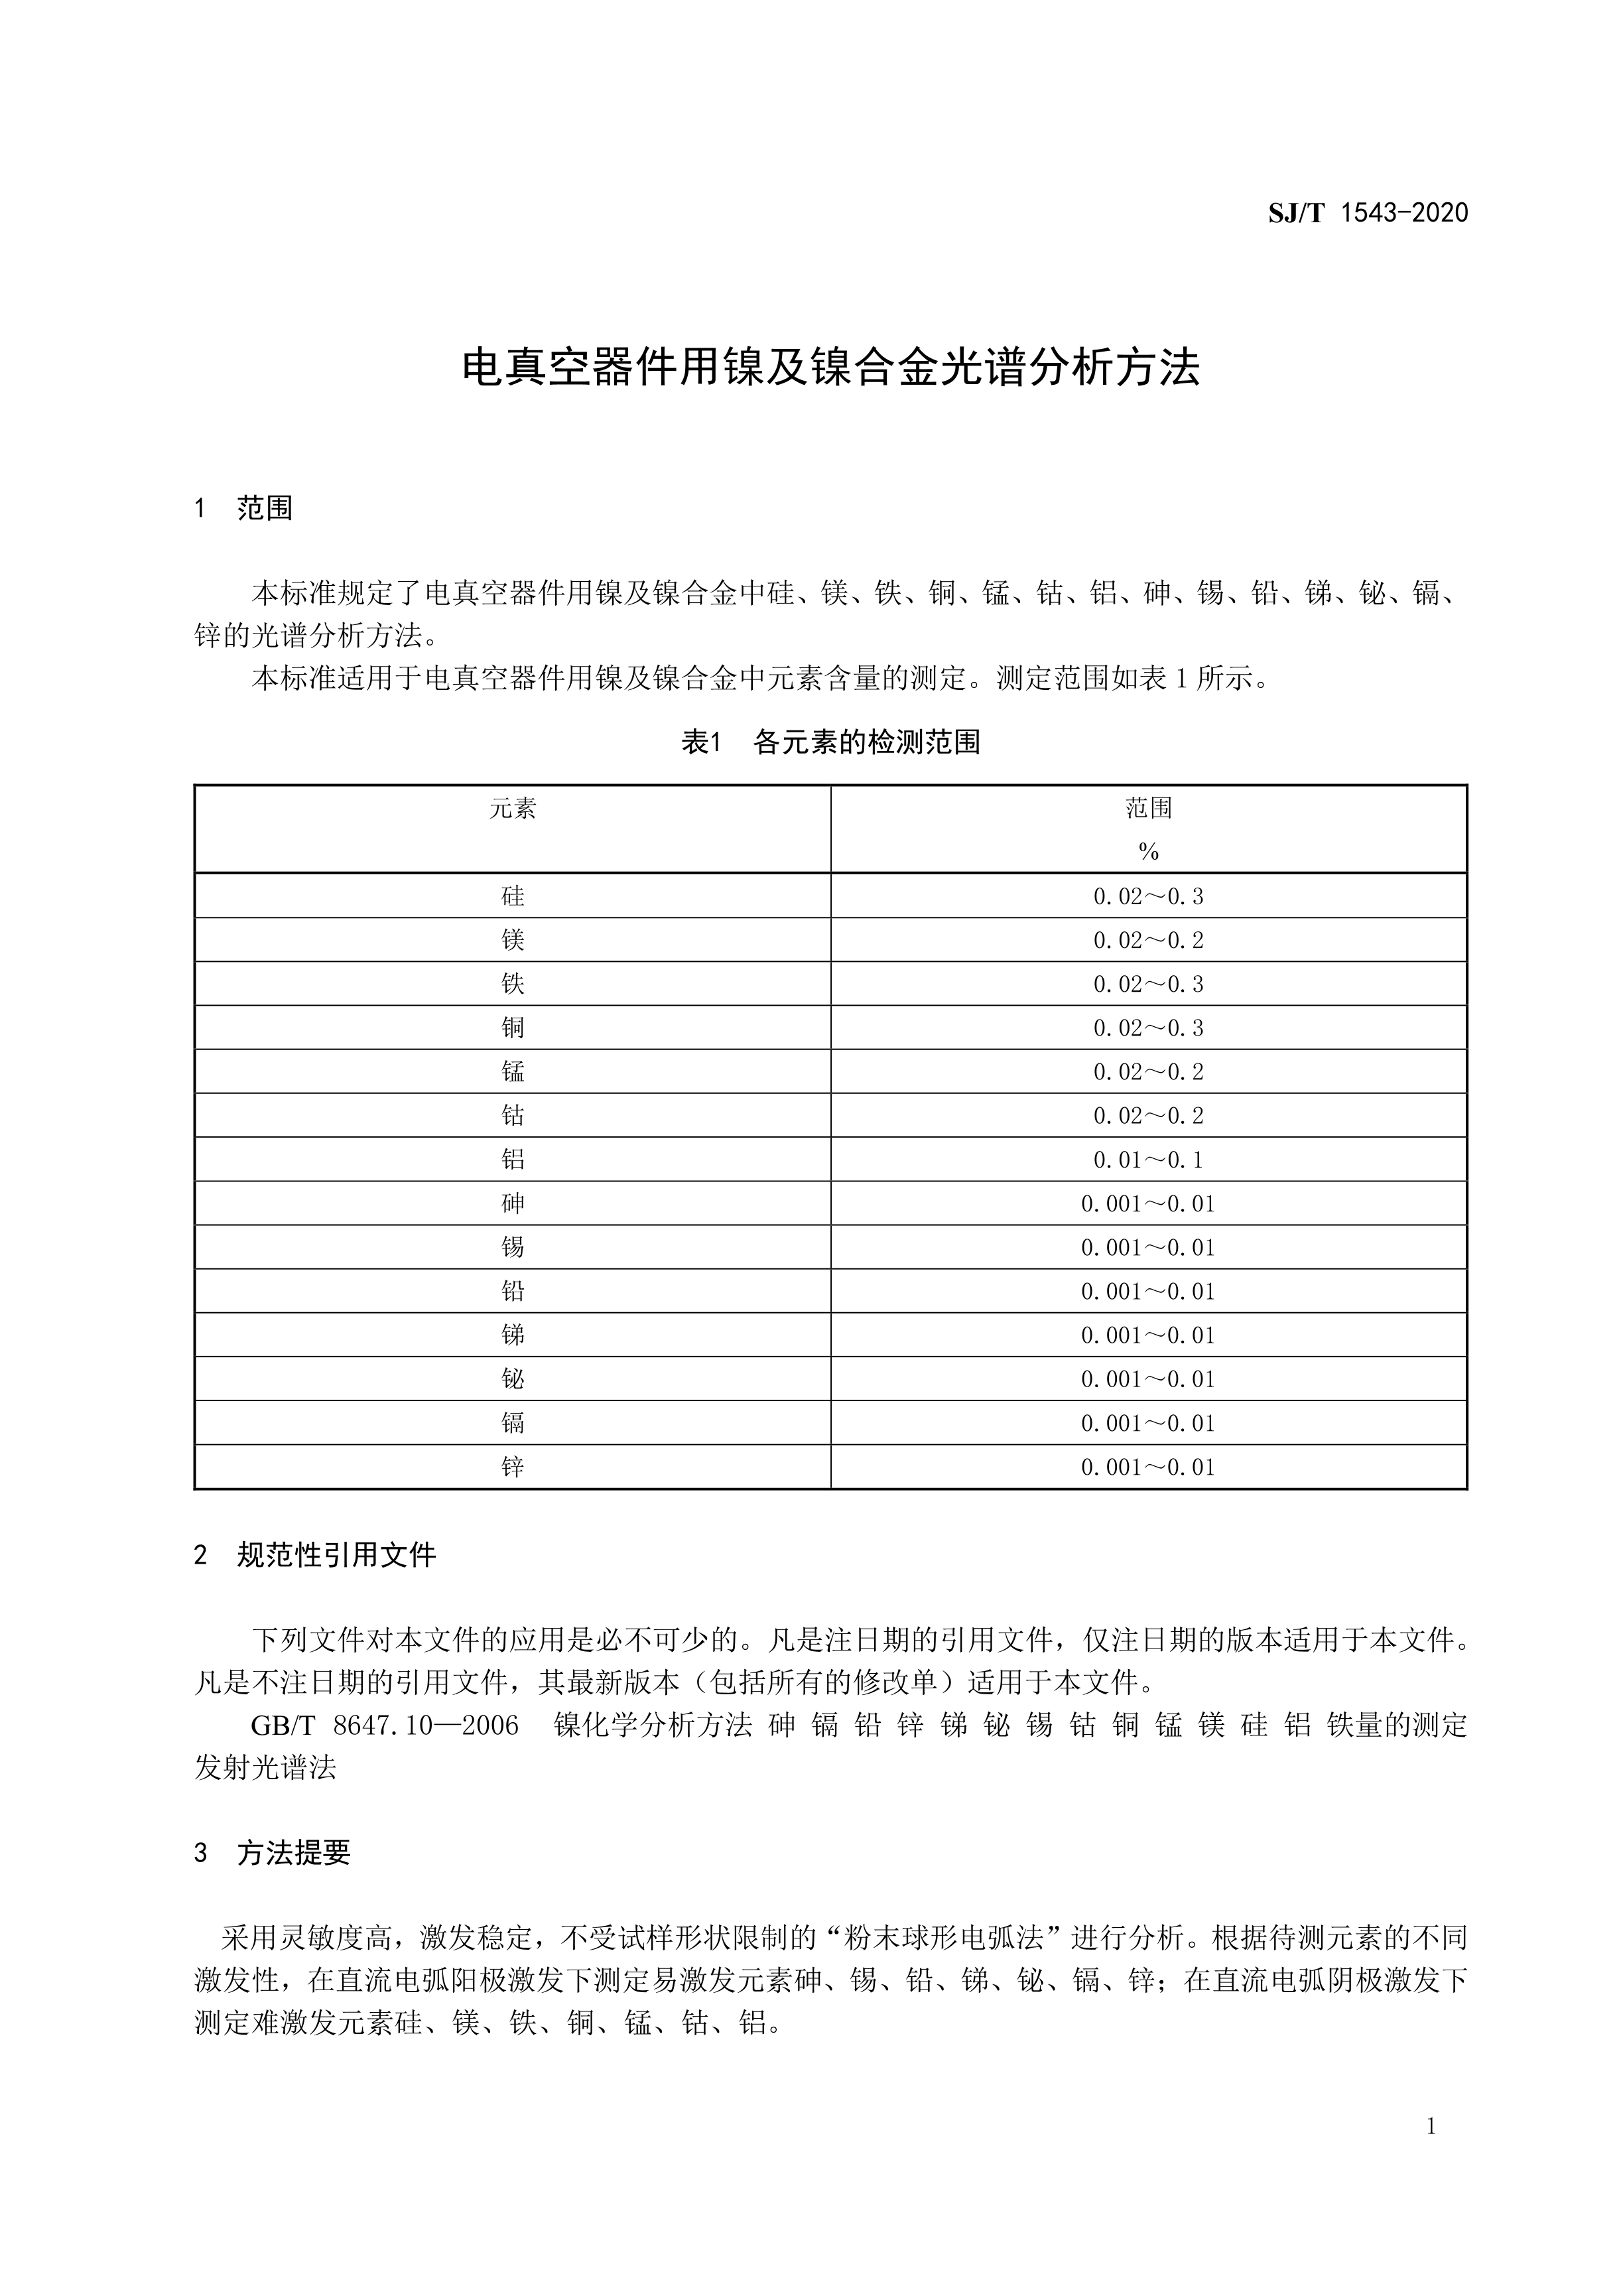 SJ/T 1543-2020
电真空器件用镍及镍合金光谱分析方法
1 范围
本标准规定了电真空器件用镍及镍合金中硅、镁、铁、铜、锰、钴、铝、砷、锡、铅、锑、铋、镉、
锌的光谱分析方法。
本标准适用于电真空器件用镍及镍合金中元素含量的测定。测定范围如表 1 所示。
表1 各元素的检测范围
元素 范围
%
硅 0.02～0.3
镁 0.02～0.2
铁 0.02～0.3
铜 0.02～0.3
锰 0.02～0.2
钴 0.02～0.2
铝 0.01～0.1
砷 0.001～0.01
锡 0.001～0.01
铅 0.001～0.01
锑 0.001～0.01
铋 0.001～0.01
镉 0.001～0.01
锌 0.001～0.01
2 规范性引用文件
下列文件对本文件的应用是必不可少的。凡是注日期的引用文件，仅注日期的版本适用于本文件。
凡是不注日期的引用文件，其最新版本（包括所有的修改单）适用于本文件。
GB/T 8647.10—2006 镍化学分析方法 砷 镉 铅 锌 锑 铋 锡 钴 铜 锰 镁 硅 铝 铁量的测定
发射光谱法
3 方法提要
采用灵敏度高，激发稳定，不受试样形状限制的“粉末球形电弧法”进行分析。根据待测元素的不同
激发性，在直流电弧阳极激发下测定易激发元素砷、锡、铅、锑、铋、镉、锌；在直流电弧阴极激发下
测定难激发元素硅、镁、铁、铜、锰、钴、铝。
1